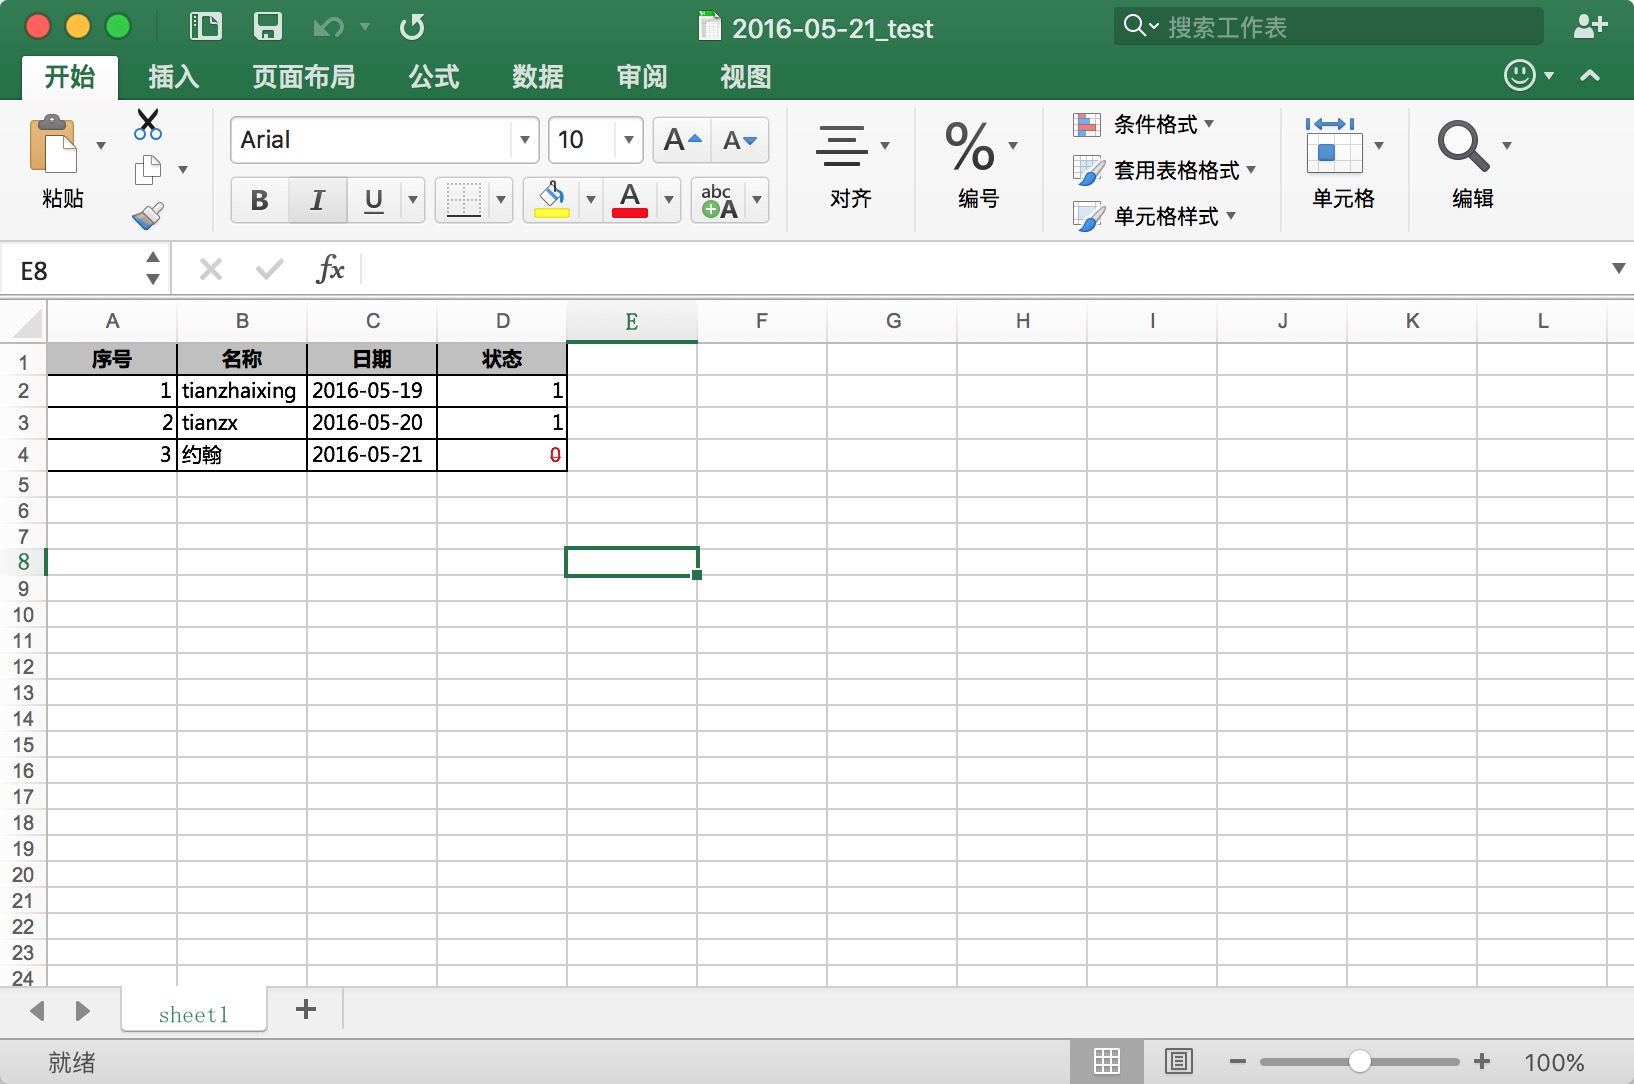 2016-05-21_test
搜索工作表
开始 插入 页面布局 公式 数据 审阅 视图
粘贴
Arial 10 A A
B I U A abc A
对齐
% 编号
条件格式
套用表格格式
单元格样式
单元格
编辑
E8 fx
A B C D E F G H I J K L
1 序号 名称 日期 状态
2 1 tianzhaixing 2016-05-19 1
3 2 tianzx 2016-05-20 1
4 3 约翰 2016-05-21 0
5
6
7
8
9
10
11
12
13
14
15
16
17
18
19
20
21
22
23
24
sheet1 +
就绪 100%